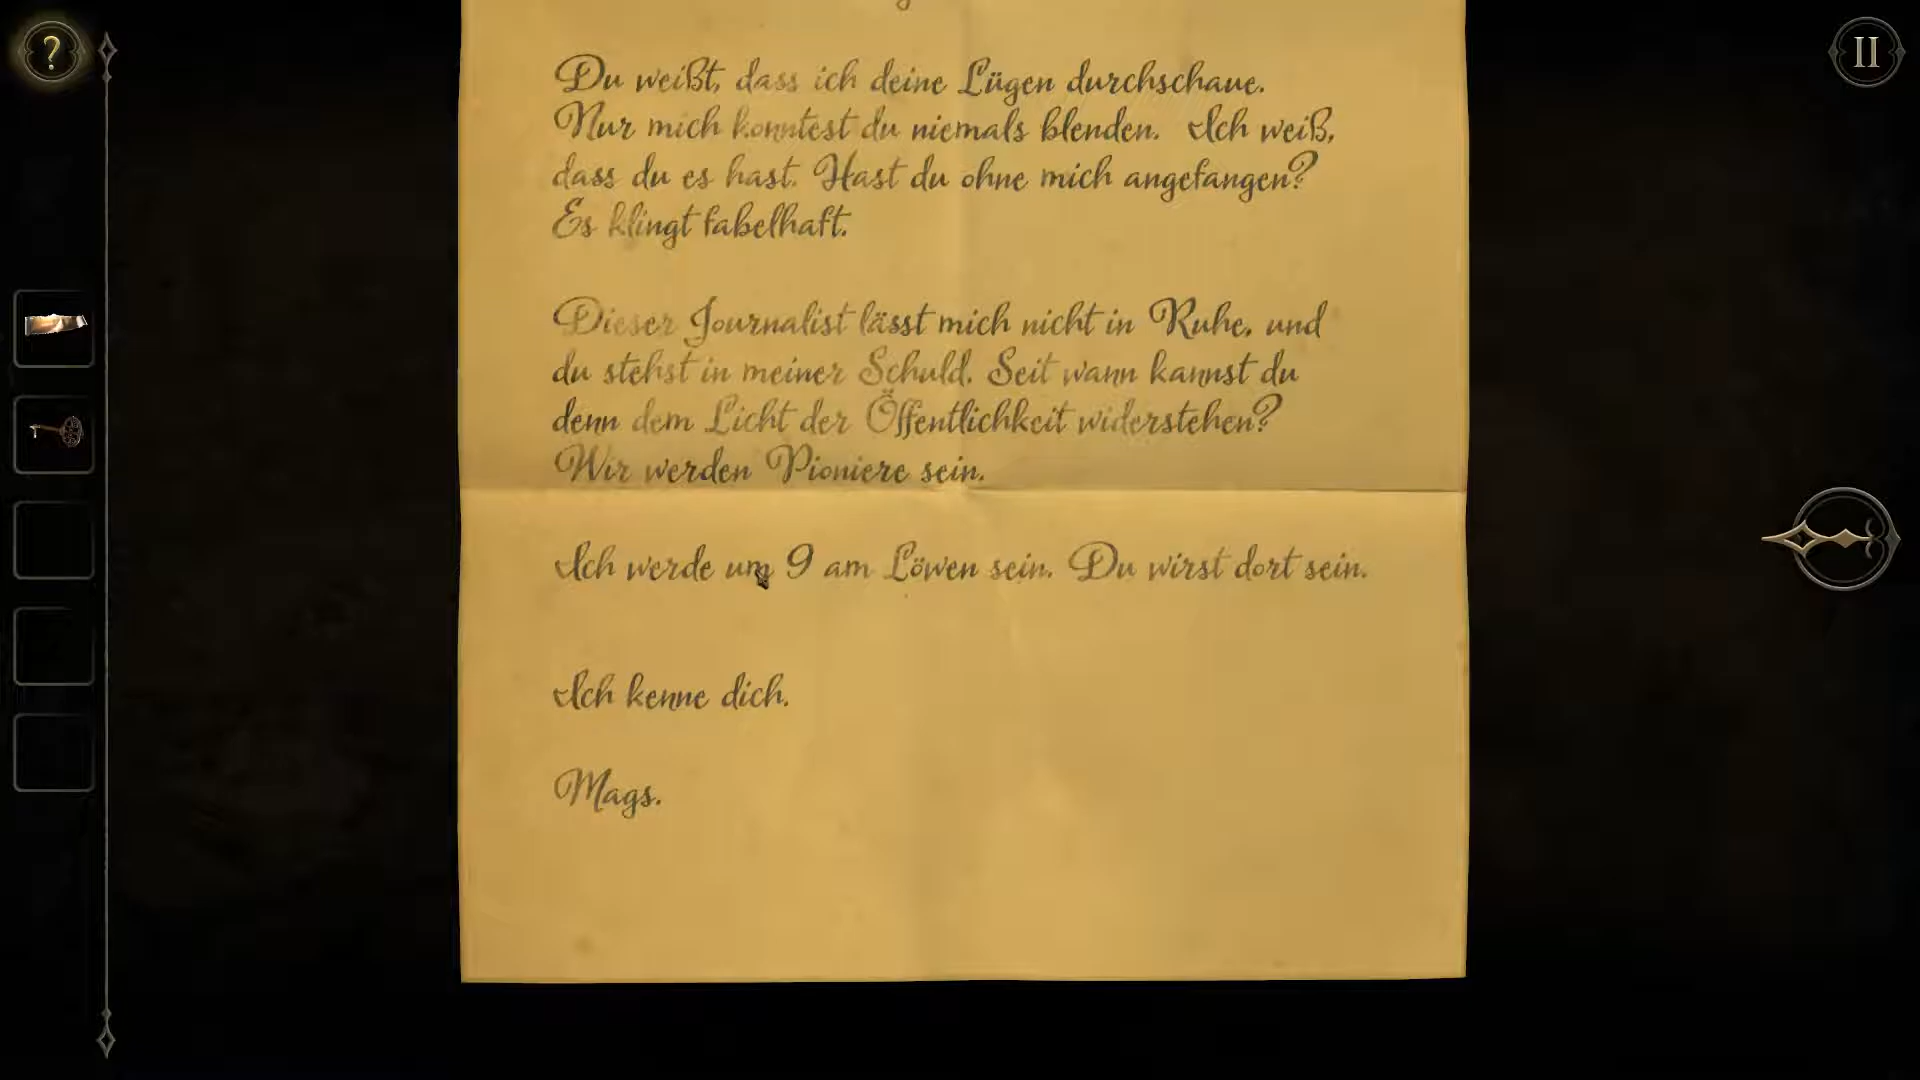 ?
Du weißt, dass ich deine Lügen durchschaue.
Nur mich konntest du niemals blenden. Ich weiß,
dass du es hast. Hast du ohne mich angefangen?
Es klingt fabelhaft.
Dieser Journalist lässt mich nicht in Ruhe, und
du stehst in meiner Schuld. Seit wann kannst du
denn dem Licht der Öffentlichkeit widerstehen?
Wir werden Pioniere sein.
Ich werde um 9 am Löwen sein. Du wirst dort sein.
Ich kenne dich.
Mags.